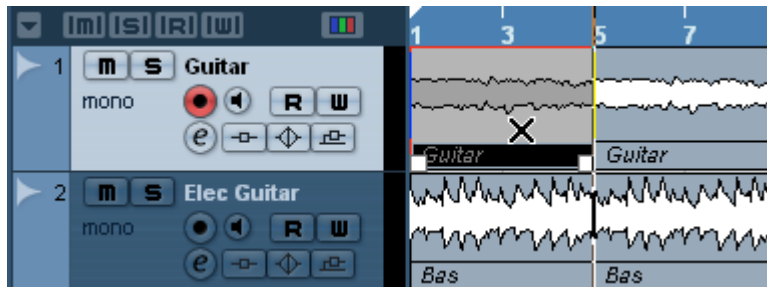 m S R W
1 3 5 7
1 m S Guitar
mono R W
e
Guitar Guitar
2 m S Elec Guitar
mono R W
e
Bas Bas